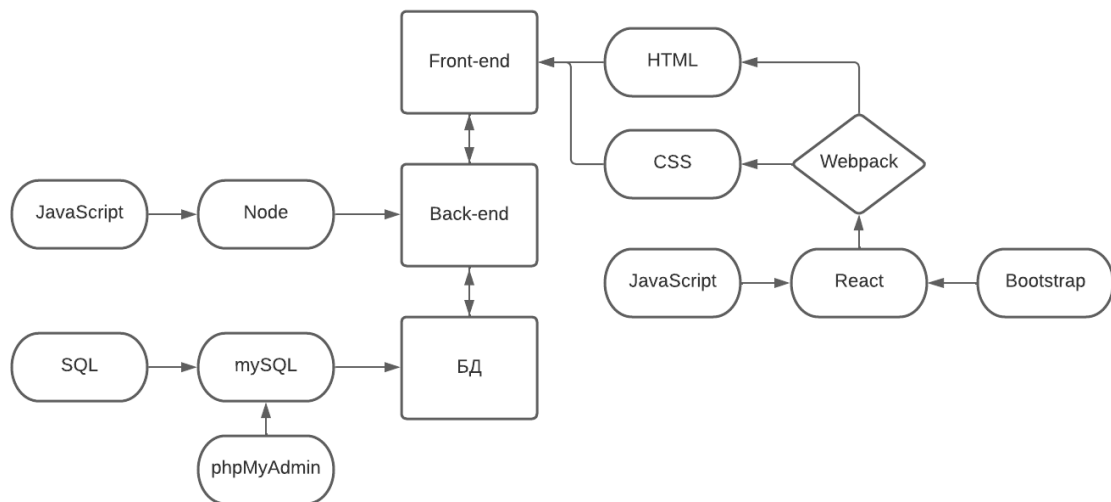 Front-end
HTML
CSS
Webpack
JavaScript
Node
Back-end
JavaScript
React
Bootstrap
SQL
mySQL
БД
phpMyAdmin